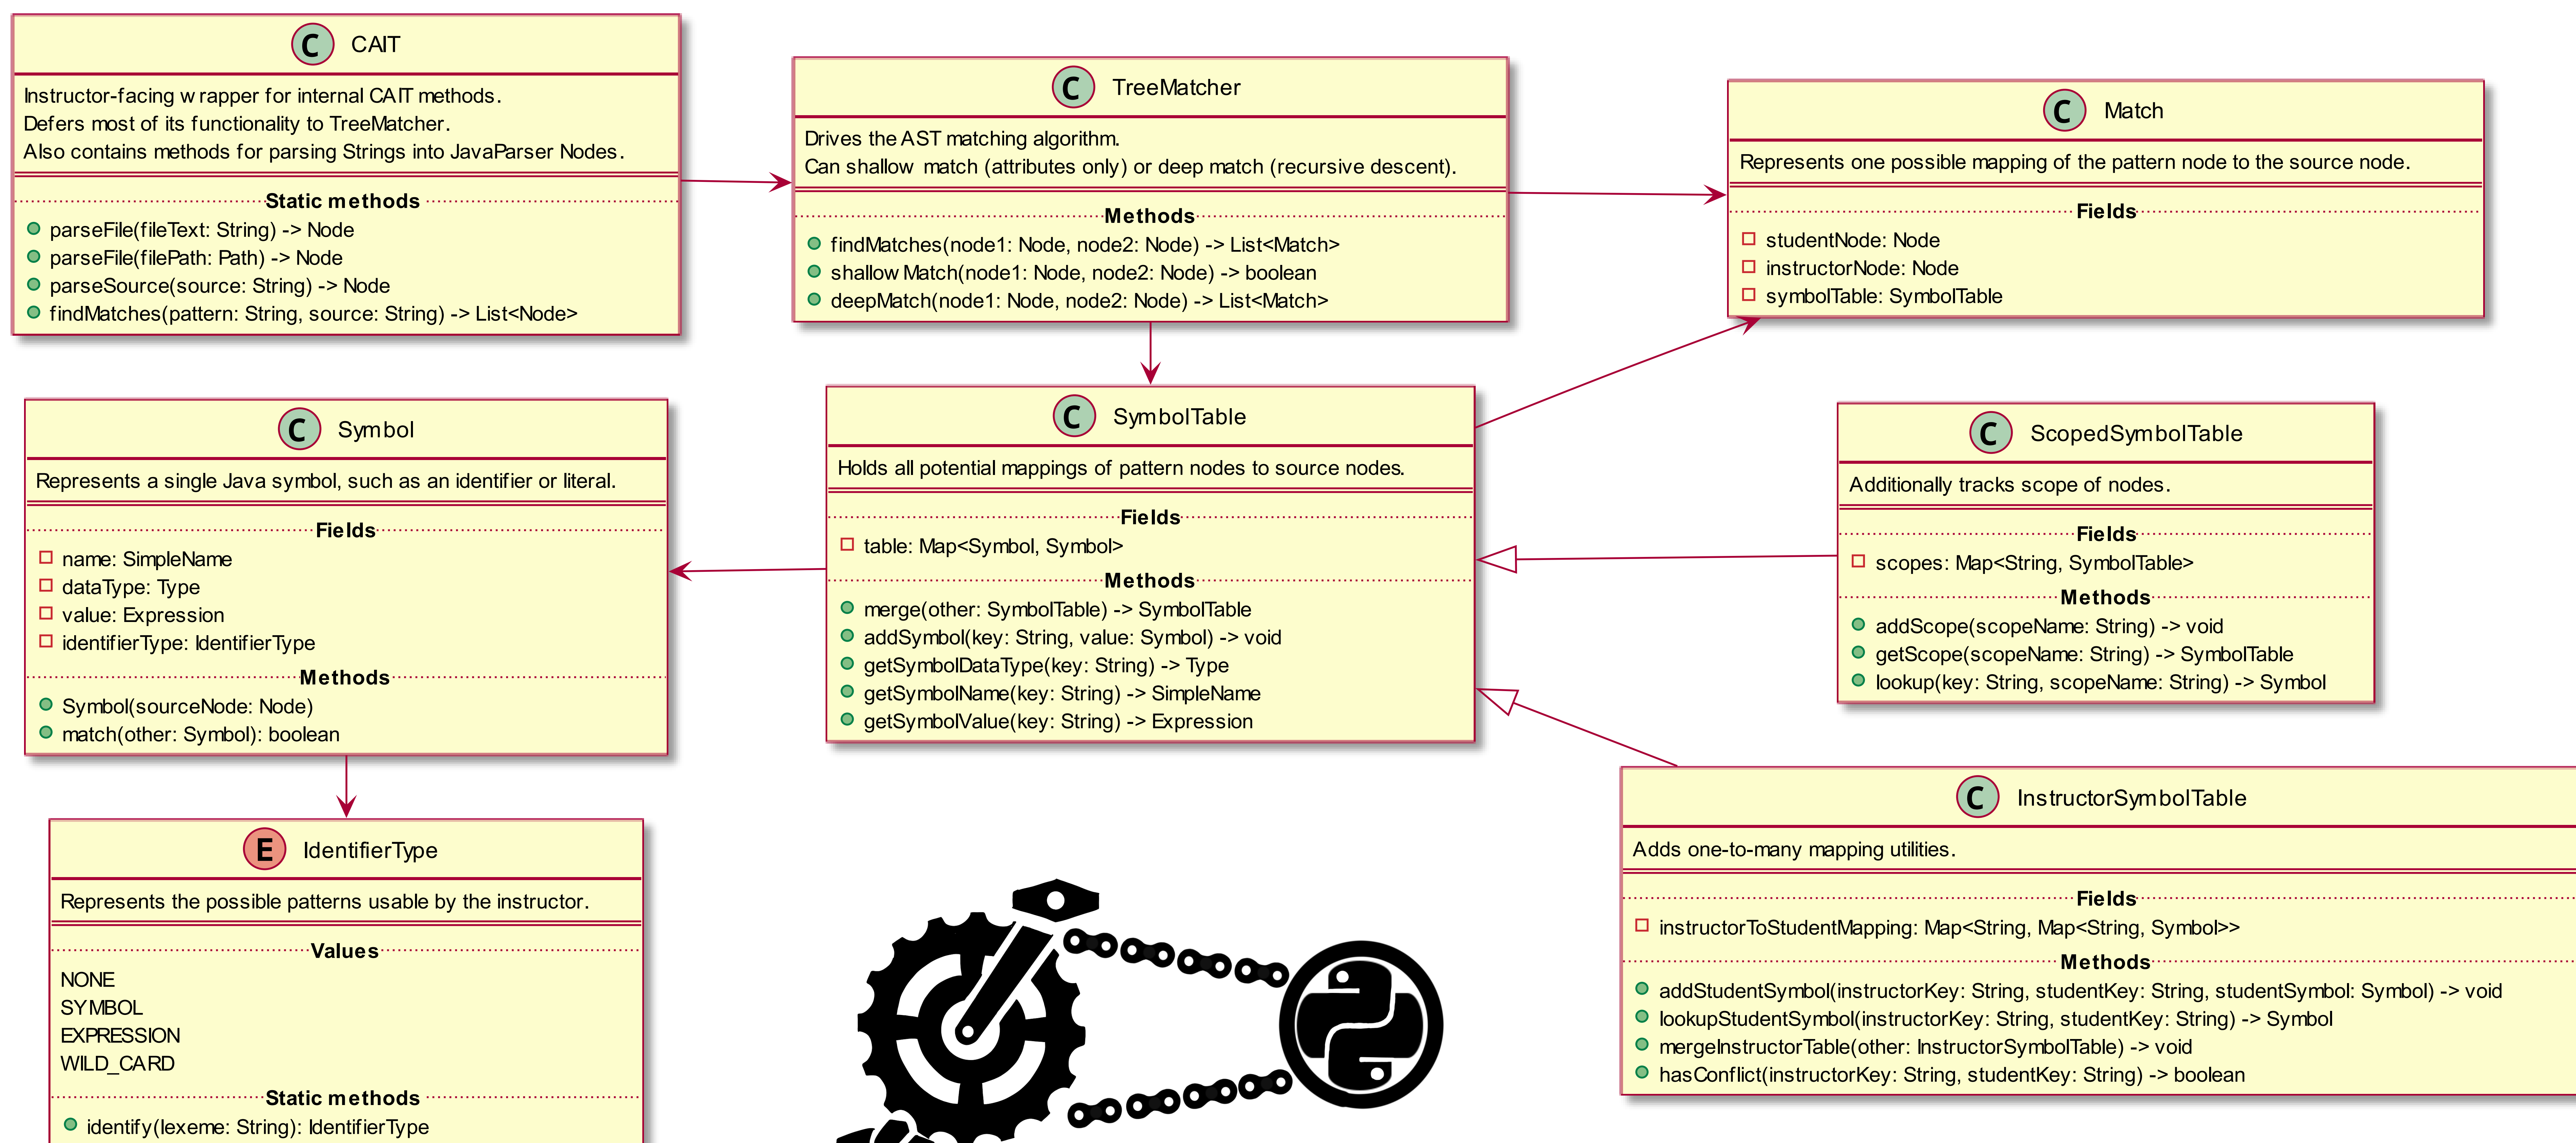 C CAIT
Instructor-facing wrapper for internal CAIT methods.
Defers most of its functionality to TreeMatcher.
Also contains methods for parsing Strings into JavaParser Nodes.
Static methods
parseFile(fileText: String) -> Node
parseFile(filePath: Path) -> Node
parseSource(source: String) -> Node
findMatches(pattern: String, source: String) -> List<Node>
C TreeMatcher
Drives the AST matching algorithm.
Can shallow match (attributes only) or deep match (recursive descent).
Methods
findMatches(node1: Node, node2: Node) -> List<Match>
shallowMatch(node1: Node, node2: Node) -> boolean
deepMatch(node1: Node, node2: Node) -> List<Match>
C Match
Represents one possible mapping of the pattern node to the source node.
Fields
studentNode: Node
instructorNode: Node
symbolTable: SymbolTable
C Symbol
Represents a single Java symbol, such as an identifier or literal.
Fields
name: SimpleName
dataType: Type
value: Expression
identifierType: IdentifierType
Methods
Symbol(sourceNode: Node)
match(other: Symbol): boolean
C SymbolTable
Holds all potential mappings of pattern nodes to source nodes.
Fields
table: Map<Symbol, Symbol>
Methods
merge(other: SymbolTable) -> SymbolTable
addSymbol(key: String, value: Symbol) -> void
getSymbolDataType(key: String) -> Type
getSymbolName(key: String) -> SimpleName
getSymbolValue(key: String) -> Expression
C ScopedSymbolTable
Additionally tracks scope of nodes.
Fields
scopes: Map<String, SymbolTable>
Methods
addScope(scopeName: String) -> void
getScope(scopeName: String) -> SymbolTable
lookup(key: String, scopeName: String) -> Symbol
E IdentifierType
Represents the possible patterns usable by the instructor.
Values
NONE
SYMBOL
EXPRESSION
WILD_CARD
Static methods
identify(lexeme: String): IdentifierType
C InstructorSymbolTable
Adds one-to-many mapping utilities.
Fields
instructorToStudentMapping: Map<String, Map<String, Symbol>>
Methods
addStudentSymbol(instructorKey: String, studentKey: String, studentSymbol: Symbol) -> void
lookupStudentSymbol(instructorKey: String, studentKey: String) -> Symbol
mergeInstructorTable(other: InstructorSymbolTable) -> void
hasConflict(instructorKey: String, studentKey: String) -> boolean